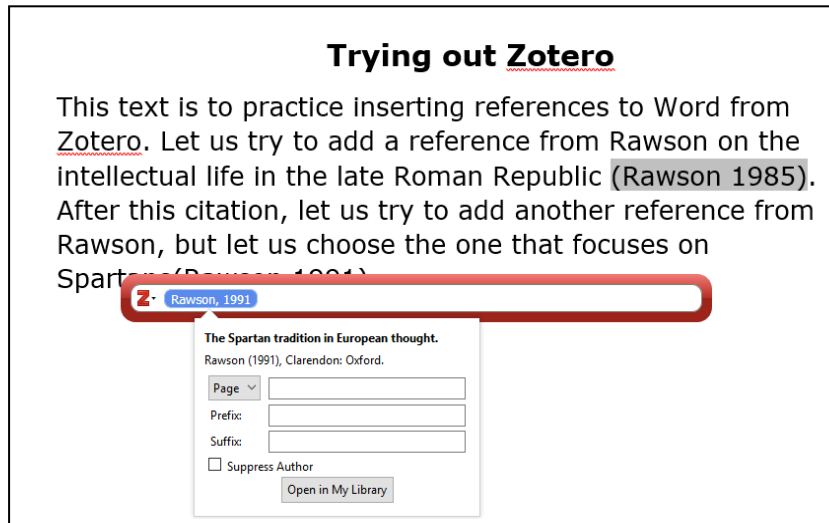 Trying out Zotero
This text is to practice inserting references to Word from
Zotero. Let us try to add a reference from Rawson on the
intellectual life in the late Roman Republic (Rawson 1985).
After this citation, let us try to add another reference from
Rawson, but let us choose the one that focuses on
Spartans(Rawson 1991)
Z Rawson, 1991
The Spartan tradition in European thought.
Rawson (1991), Clarendon: Oxford.
Page
Prefix:
Suffix:
Suppress Author
Open in My Library